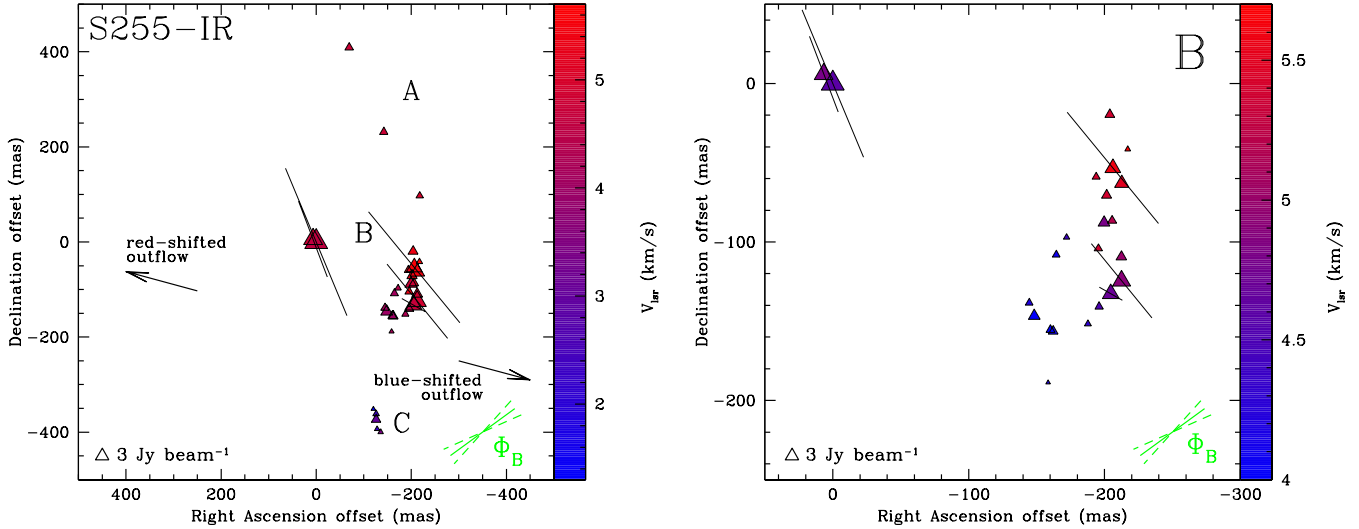 S255-IR
A
B
C
red-shifted
outflow
blue-shifted
outflow
Φ_B
△ 3 Jy beam⁻¹
400
200
0
-200
-400
Declination offset (mas)
400 200 0 -200 -400
Right Ascension offset (mas)
5
4
3
2
V_lsr (km/s)
B
Φ_B
△ 3 Jy beam⁻¹
0
-100
-200
Declination offset (mas)
0 -100 -200 -300
Right Ascension offset (mas)
5.5
5
4.5
4
V_lsr (km/s)